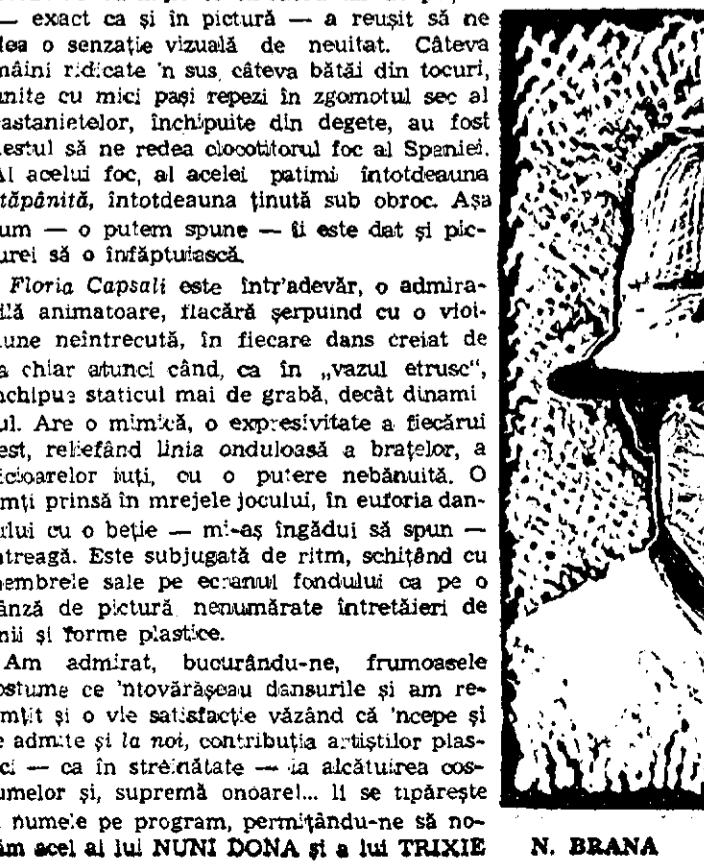 — exact ca și în pictură — a reușit să ne
dea o senzație vizuală de neuitat. Câteva
mâini ridicate 'n sus, câteva bătăi din tocuri,
unite cu mici pași repezi în zgomotul sec al
castanietelor, închipuite din degete, au fost
destul să ne redea clocotitorul foc al Spaniei.
Al acelui foc, al acelei patimi întotdeauna
stăpânită, întotdeauna ținută sub obroc. Așa
cum — o putem spune — îi este dat și pic-
turei să o înfăptuiască.
Floria Capsali este într'adevăr, o admira-
bilă animatoare, flacără șerpuind cu o vioi-
ciune neîntrecută, în fiecare dans creiat de
ea chiar atunci când, ca în „vazul etrusc“,
închipue staticul mai de grabă, decât dinami
cul. Are o mimică, o expresivitate a fiecărui
gest, reliefând linia onduloasă a brațelor, a
picioarelor iuți, cu o putere nebănuită. O
simți prinsă în mrejele jocului, în euforia dan-
sului cu o beție — mi-aș îngădui să spun —
întreagă. Este subjugată de ritm, schițând cu
membrele sale pe ecranul fondului ca pe o
pânză de pictură nenumărate întretăieri de
linii și forme plastice.
Am admirat, bucurându-ne, frumoasele
costume ce 'ntovărășeau dansurile și am re-
simțit și o vie satisfacție văzând că 'ncepe și
se admite și la noi, contribuția artiștilor plas-
tici — ca în streinătate — la alcătuirea cos-
tumelor și, supremă onoare!... li se tipărește
numele pe program, permițându-ne să no-
tăm acel al lui NUNI DONA și a lui TRIXIE
N. BRANA